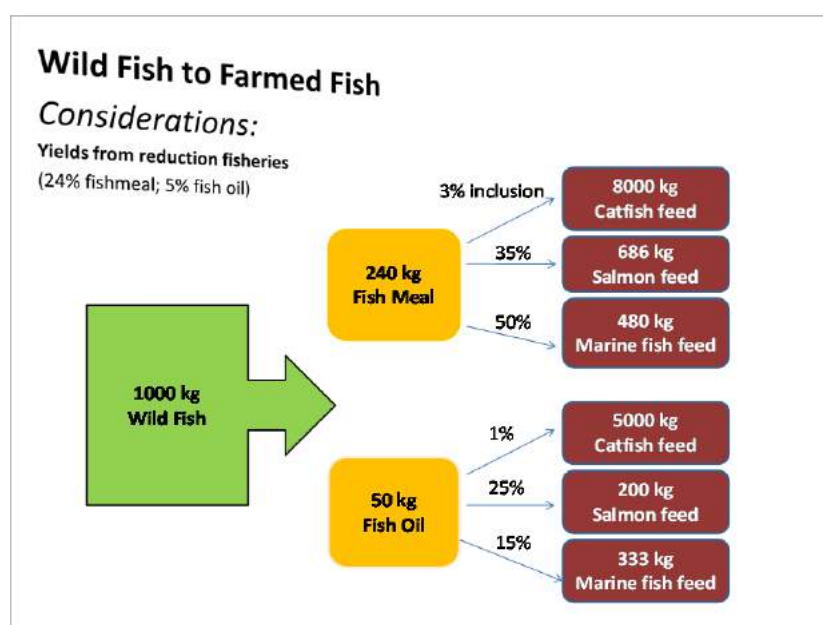 Wild Fish to Farmed Fish
Considerations:
Yields from reduction fisheries
(24% fishmeal; 5% fish oil)
1000 kg
Wild Fish
240 kg
Fish Meal
3% inclusion
35%
50%
8000 kg
Catfish feed
686 kg
Salmon feed
480 kg
Marine fish feed
50 kg
Fish Oil
1%
25%
15%
5000 kg
Catfish feed
200 kg
Salmon feed
333 kg
Marine fish feed